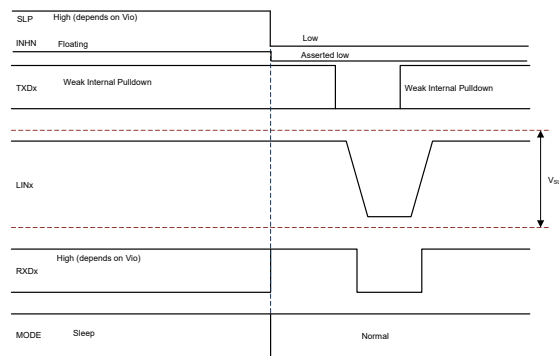 SLP High (depends on Vio)
INHN Floating
Low
Asserted low
TXDx Weak Internal Pulldown
Weak Internal Pulldown
LINx
RXDx High (depends on Vio)
MODE Sleep
Normal